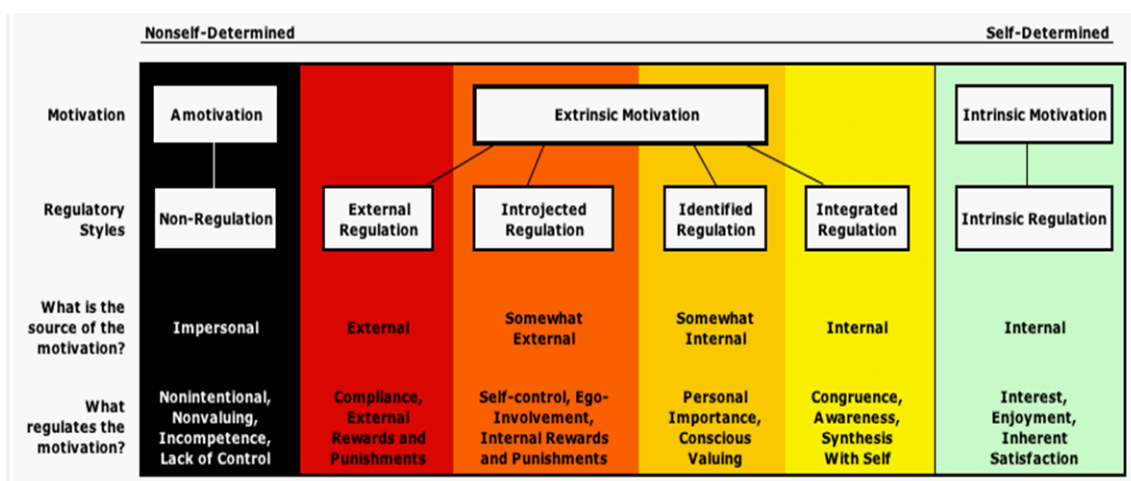 Nonself-Determined
Self-Determined
Motivation
Amotivation
Extrinsic Motivation
Intrinsic Motivation
Regulatory
Styles
Non-Regulation
External
Regulation
Introjected
Regulation
Identified
Regulation
Integrated
Regulation
Intrinsic Regulation
What is the
source of the
motivation?
Impersonal
External
Somewhat
External
Somewhat
Internal
Internal
Internal
What
regulates the
motivation?
Nonintentional,
Nonvaluing,
Incompetence,
Lack of Control
Compliance,
External
Rewards and
Punishments
Self-control, Ego-
Involvement,
Internal Rewards
and Punishments
Personal
Importance,
Conscious
Valuing
Congruence,
Awareness,
Synthesis
With Self
Interest,
Enjoyment,
Inherent
Satisfaction